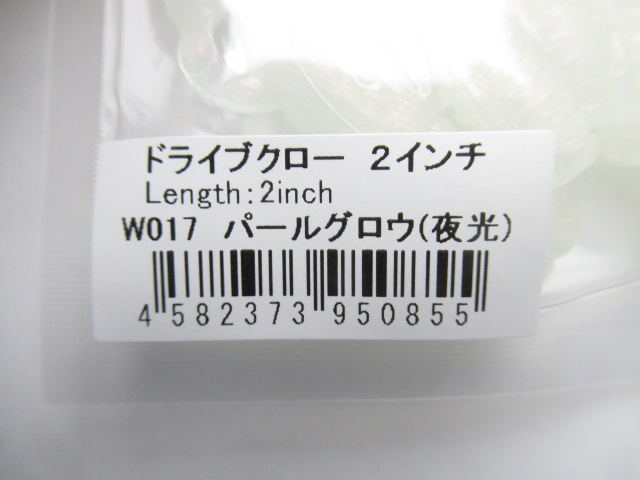 ドライブクロー 2インチ
Length:2inch
W017 パールグロウ(夜光)
4 582373 950855